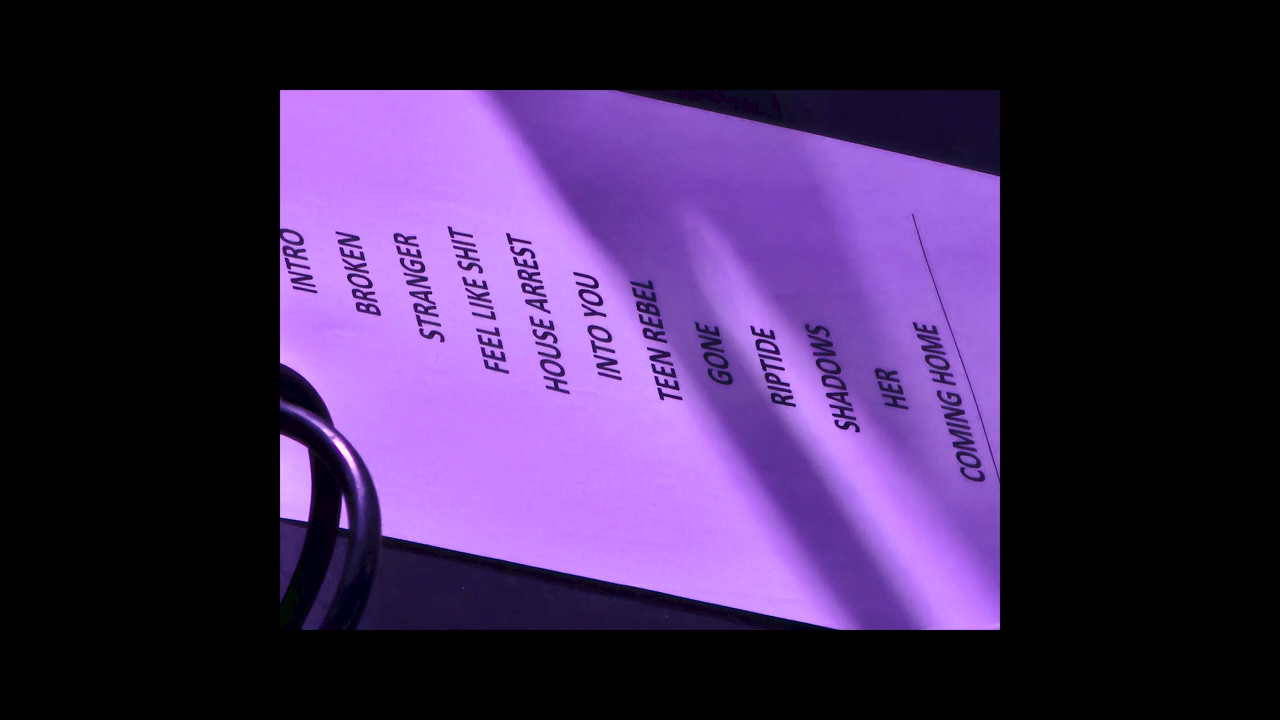 INTRO
BROKEN
STRANGER
FEEL LIKE SHIT
HOUSE ARREST
INTO YOU
TEEN REBEL
GONE
RIPTIDE
SHADOWS
HER
COMING HOME